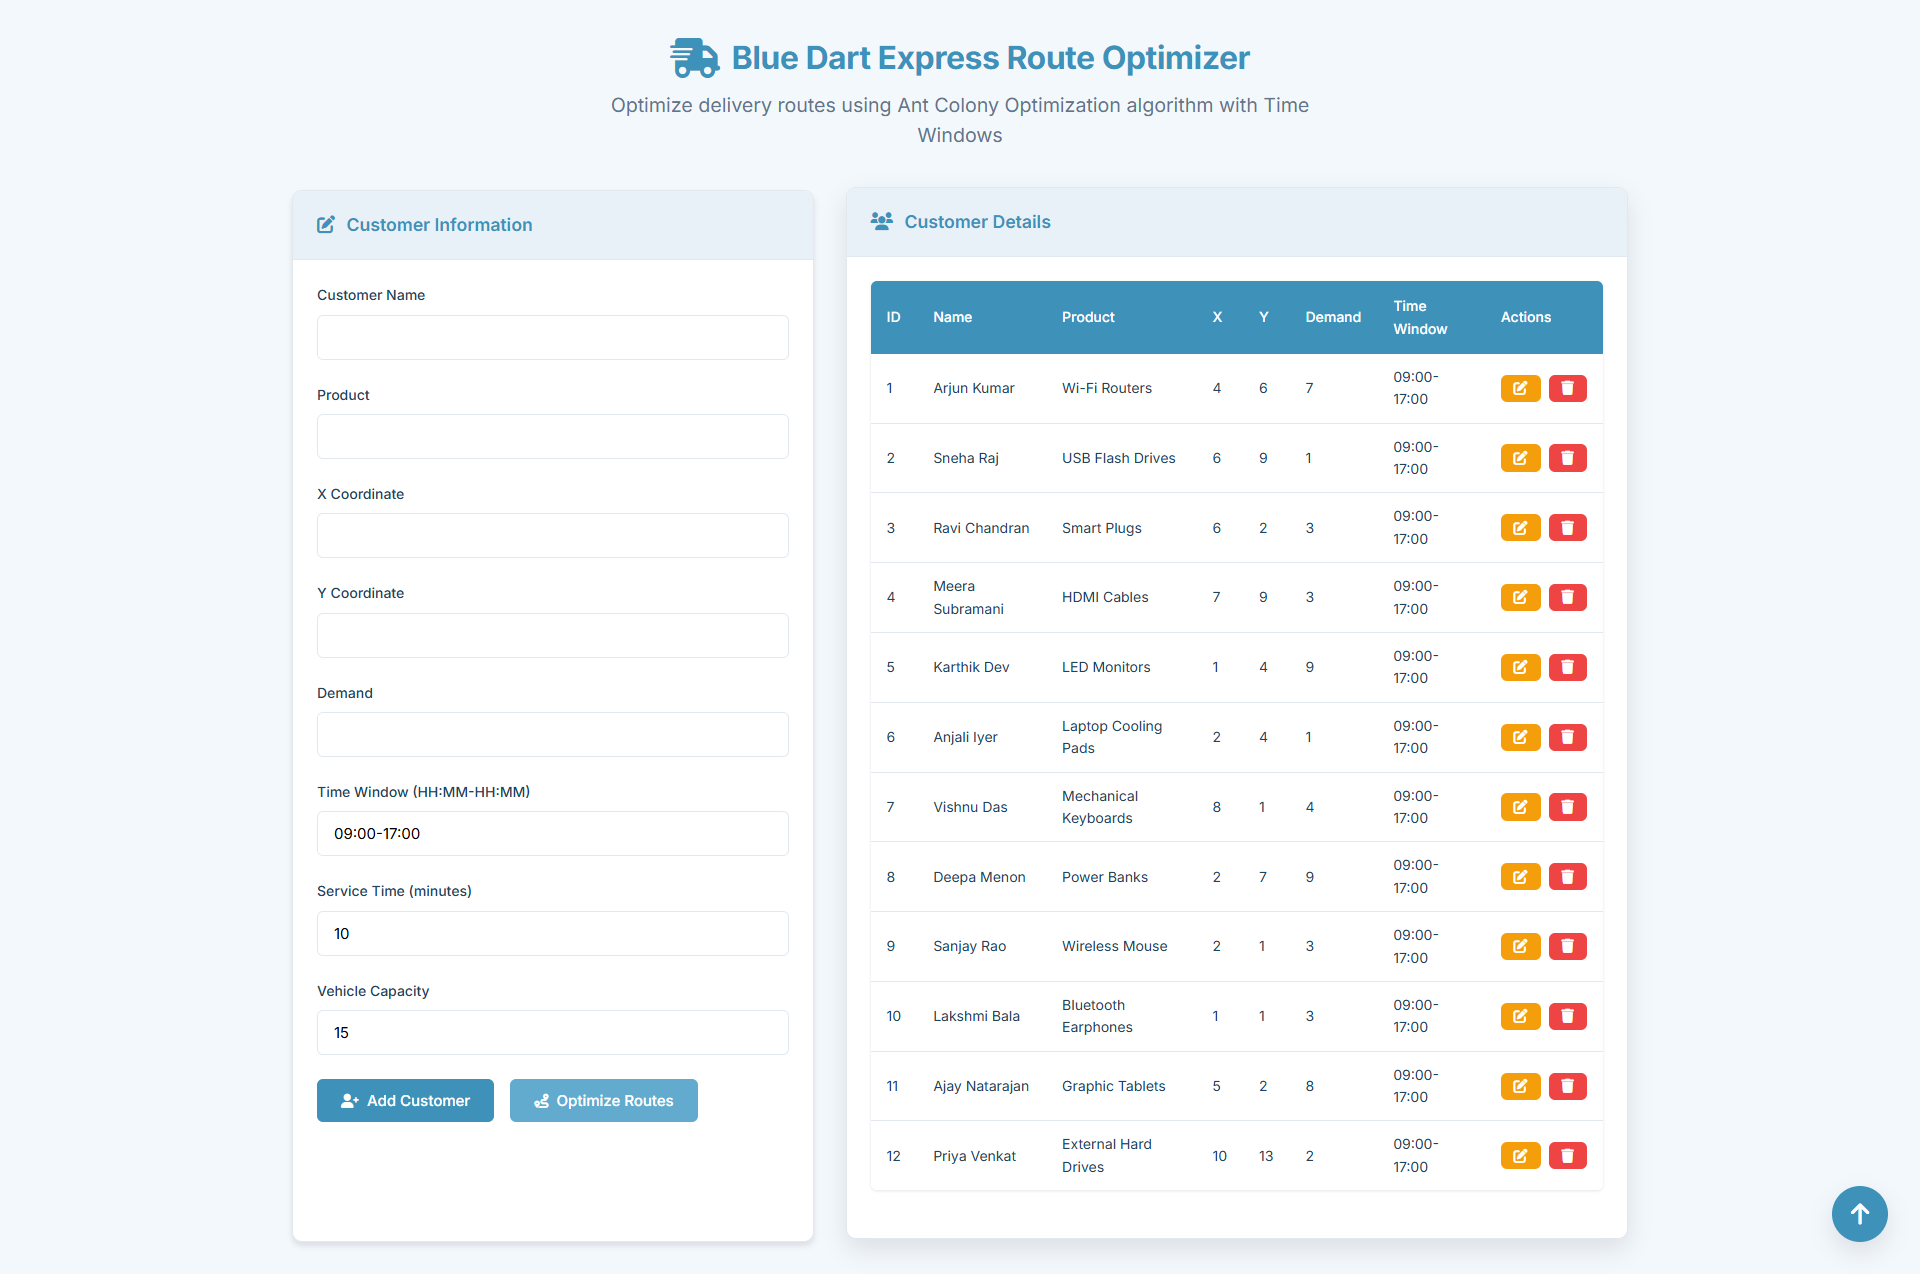 Blue Dart Express Route Optimizer
Optimize delivery routes using Ant Colony Optimization algorithm with Time
Windows
Customer Information
Customer Name
Product
X Coordinate
Y Coordinate
Demand
Time Window (HH:MM-HH:MM)
09:00-17:00
Service Time (minutes)
10
Vehicle Capacity
15
Add Customer Optimize Routes
Customer Details
ID Name Product X Y Demand Time Window Actions
1 Arjun Kumar Wi-Fi Routers 4 6 7 09:00-17:00
2 Sneha Raj USB Flash Drives 6 9 1 09:00-17:00
3 Ravi Chandran Smart Plugs 6 2 3 09:00-17:00
4 Meera Subramani HDMI Cables 7 9 3 09:00-17:00
5 Karthik Dev LED Monitors 1 4 9 09:00-17:00
6 Anjali Iyer Laptop Cooling Pads 2 4 1 09:00-17:00
7 Vishnu Das Mechanical Keyboards 8 1 4 09:00-17:00
8 Deepa Menon Power Banks 2 7 9 09:00-17:00
9 Sanjay Rao Wireless Mouse 2 1 3 09:00-17:00
10 Lakshmi Bala Bluetooth Earphones 1 1 3 09:00-17:00
11 Ajay Natarajan Graphic Tablets 5 2 8 09:00-17:00
12 Priya Venkat External Hard Drives 10 13 2 09:00-17:00